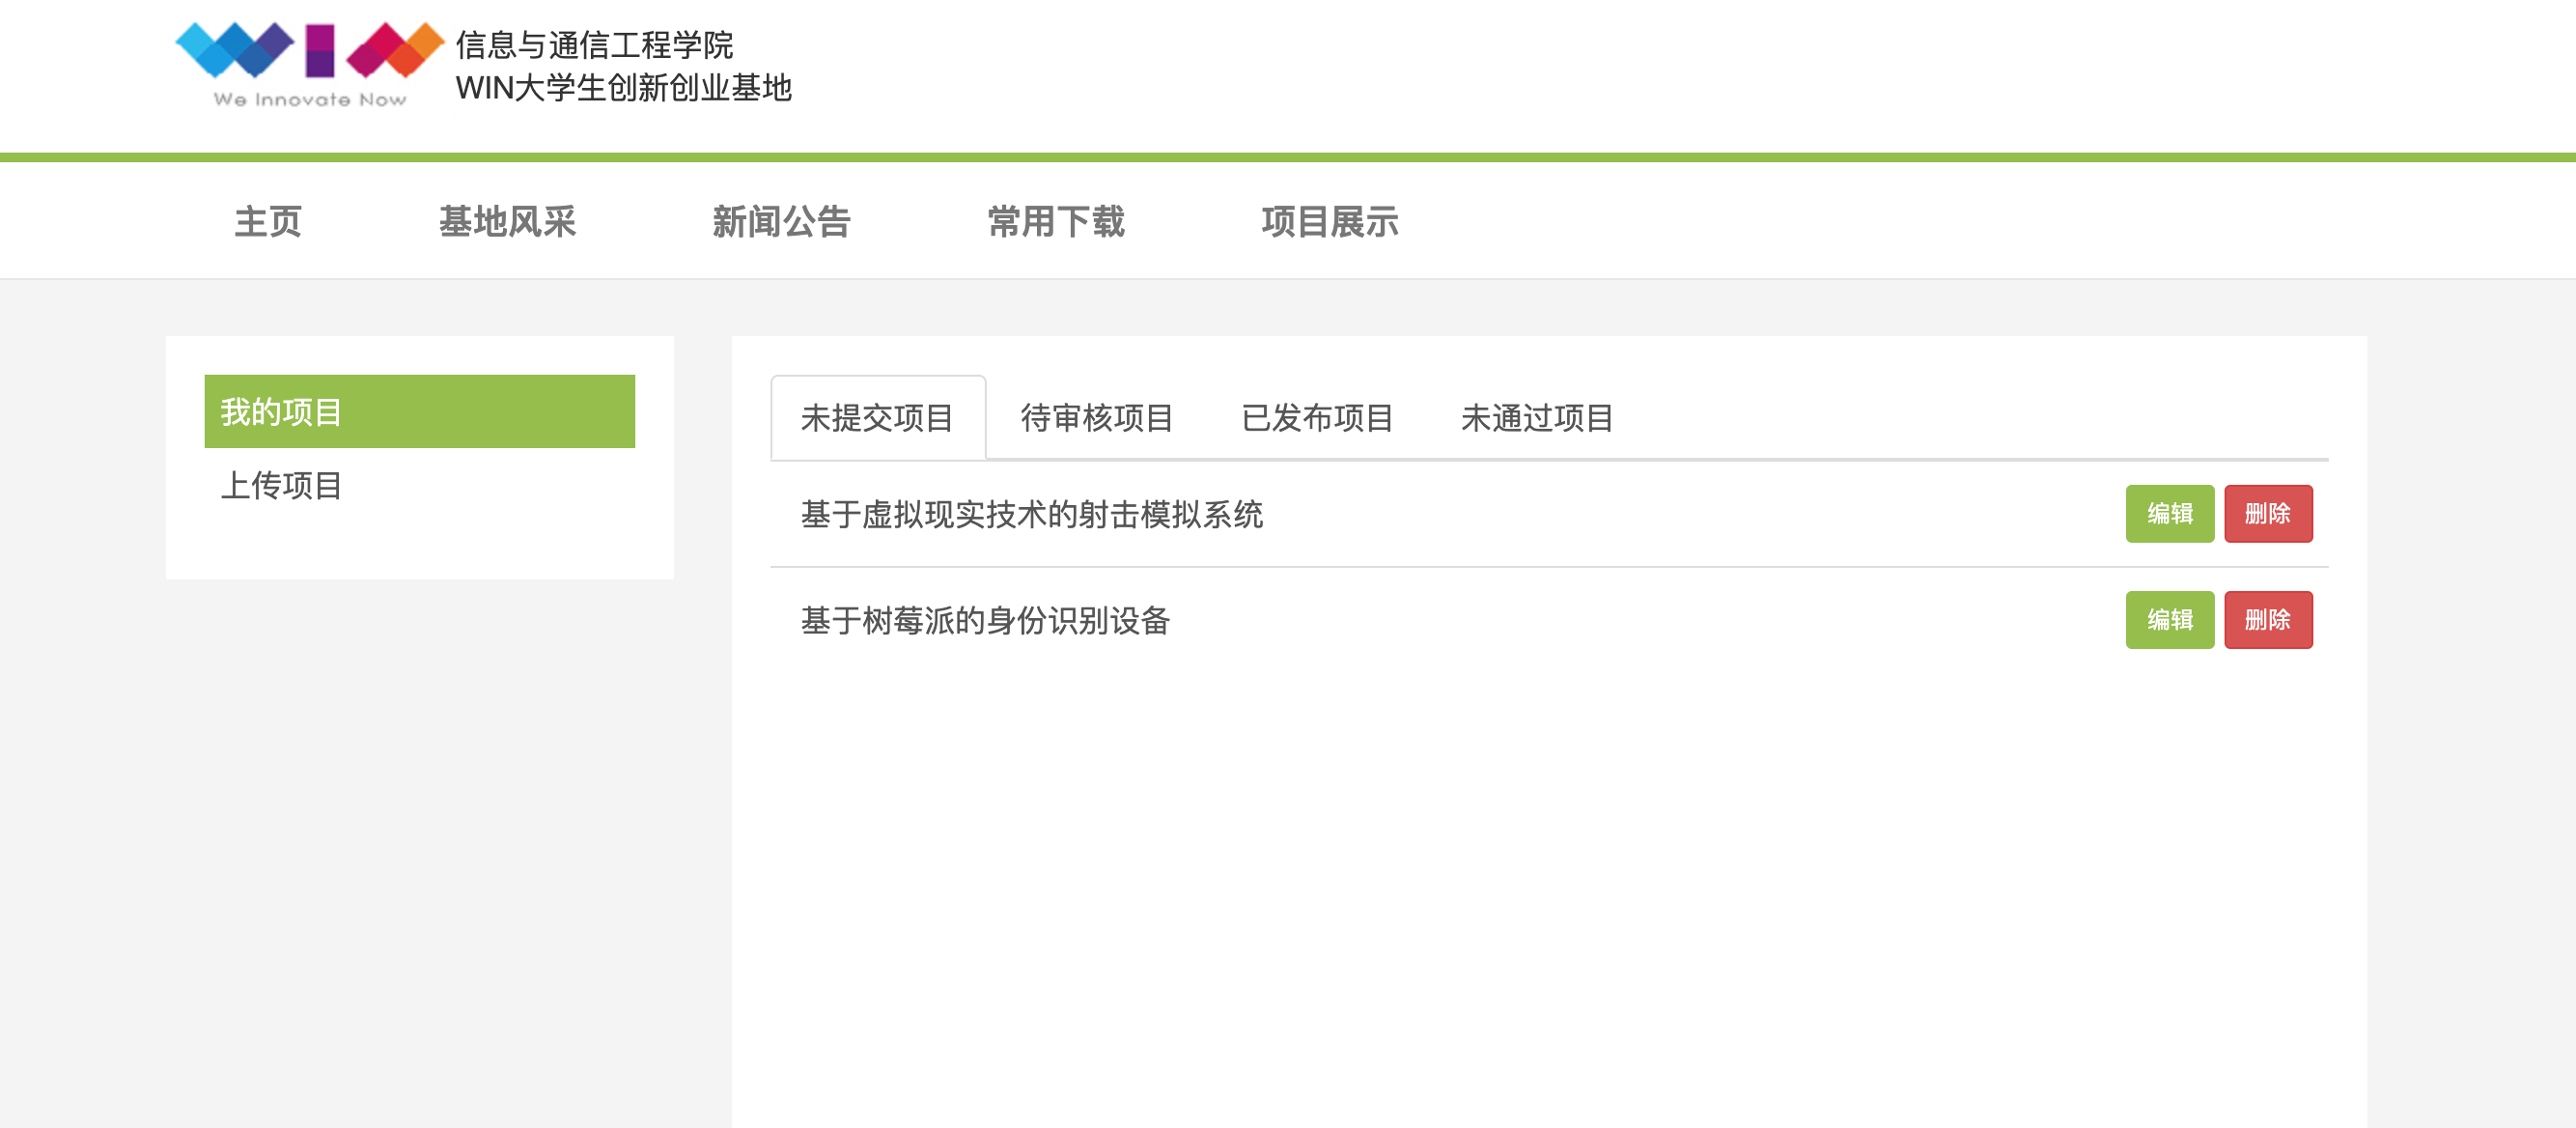 WIN
We Innovate Now
信息与通信工程学院
WIN大学生创新创业基地
主页 基地风采 新闻公告 常用下载 项目展示
我的项目
上传项目
未提交项目 待审核项目 已发布项目 未通过项目
基于虚拟现实技术的射击模拟系统 编辑 删除
基于树莓派的身份识别设备 编辑 删除